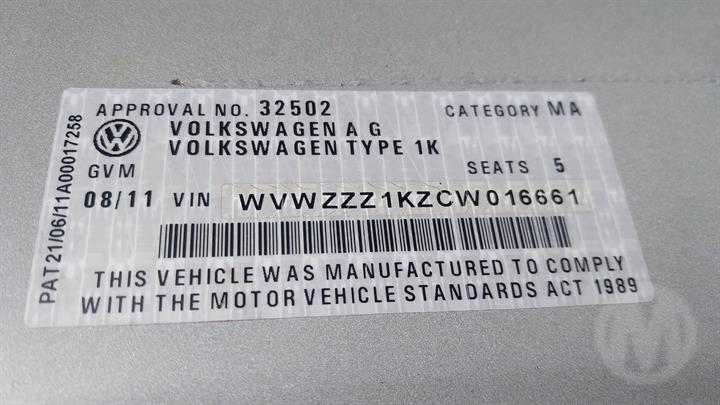 APPROVAL NO. 32502 CATEGORY MA
VOLKSWAGEN A G
VOLKSWAGEN TYPE 1K
GVM SEATS 5
08/11 VIN WVWZZZ1KZCW016661
THIS VEHICLE WAS MANUFACTURED TO COMPLY
WITH THE MOTOR VEHICLE STANDARDS ACT 1989
PAT21/06/11A00017258